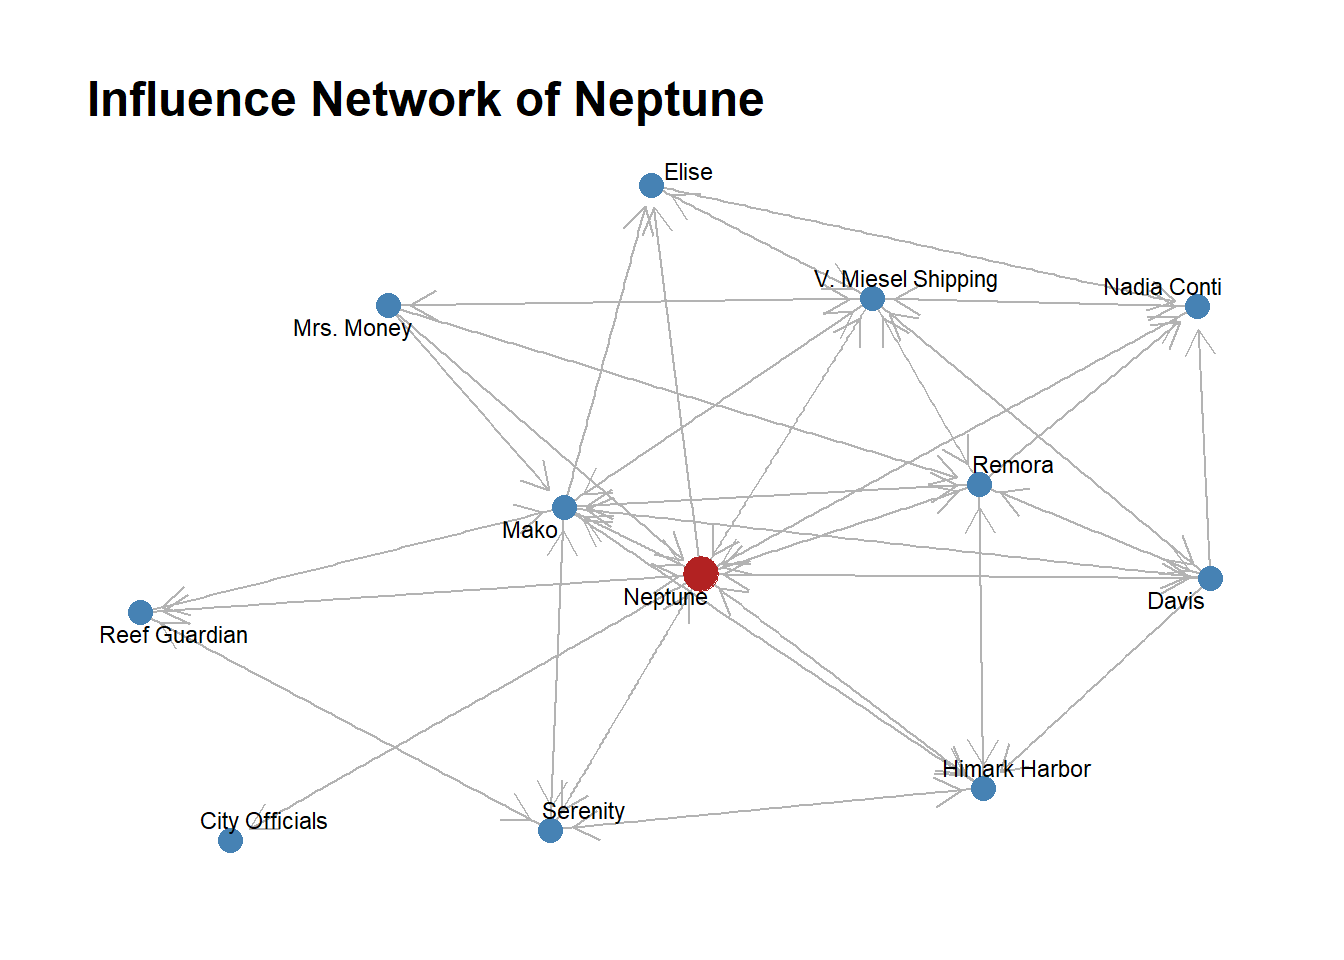 Influence Network of Neptune
Elise
V. Miesel Shipping
Nadia Conti
Mrs. Money
Remora
Mako
Neptune
Davis
Reef Guardian
Himark Harbor
Serenity
City Officials